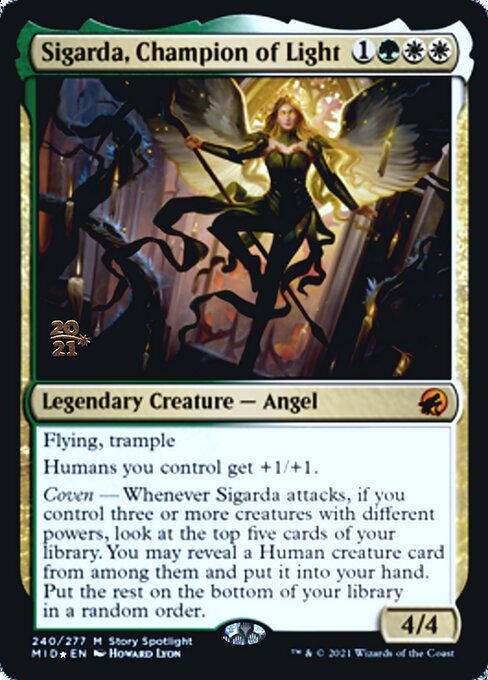 Sigarda, Champion of Light 1
20
21
Legendary Creature — Angel
Flying, trample
Humans you control get +1/+1.
Coven — Whenever Sigarda attacks, if you
control three or more creatures with different
powers, look at the top five cards of your
library. You may reveal a Human creature card
from among them and put it into your hand.
Put the rest on the bottom of your library
in a random order.
4/4
240/277 M Story Spotlight
MID★EN Howard Lyon
™ & © 2021 Wizards of the Coast